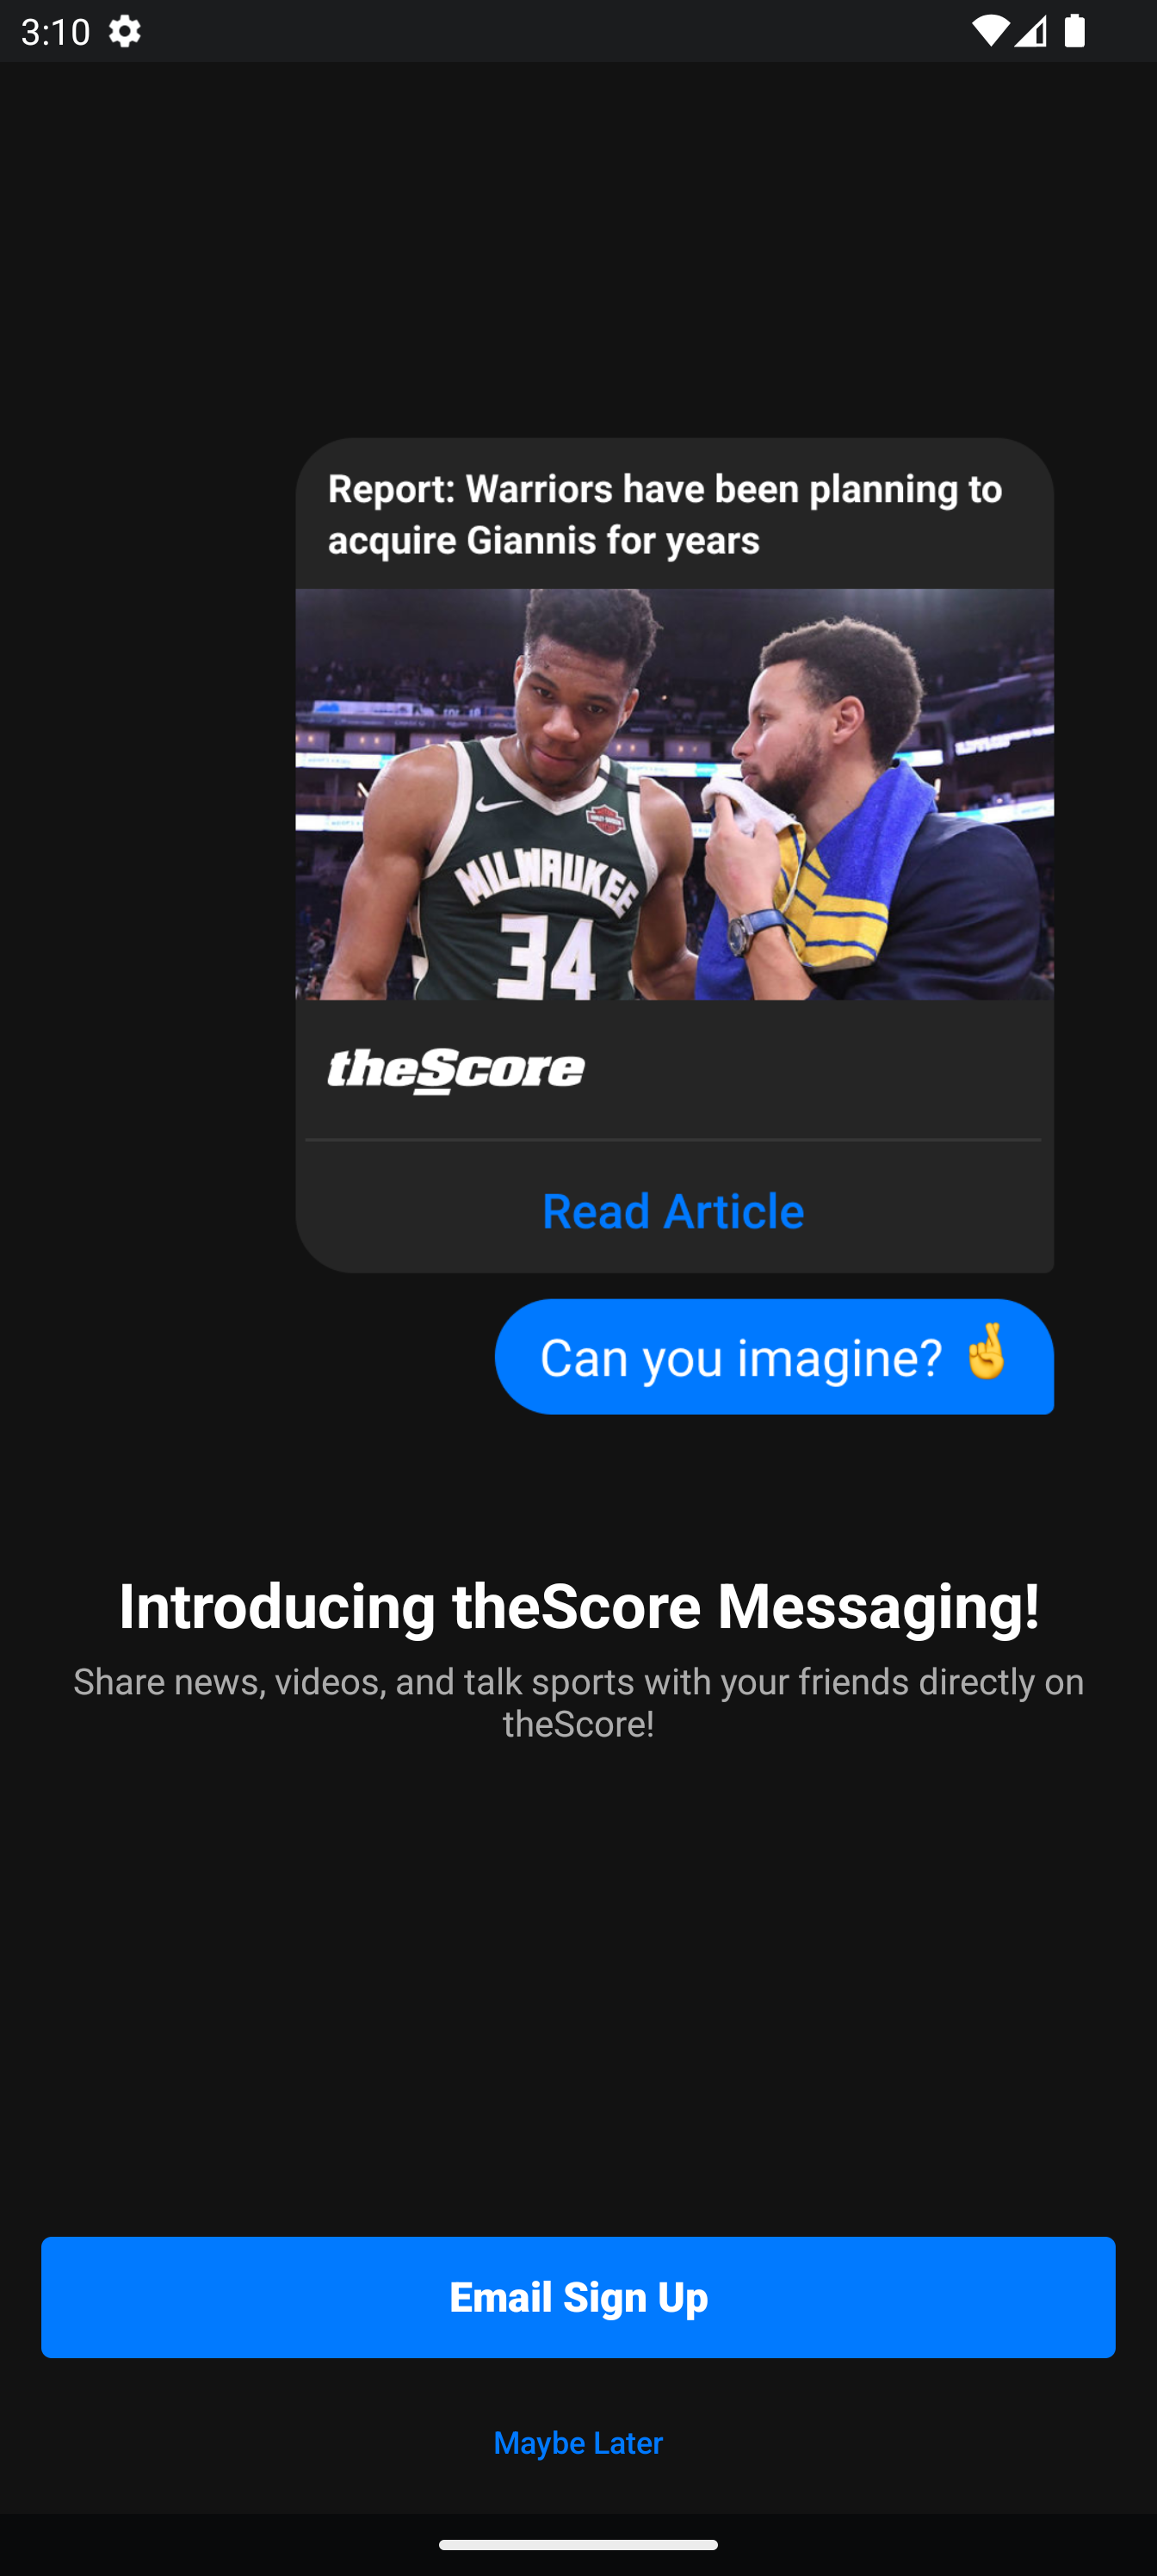 3:10
Report: Warriors have been planning to
acquire Giannis for years
MILWAUKEE
34
theScore
Read Article
Can you imagine? 🤞
Introducing theScore Messaging!
Share news, videos, and talk sports with your friends directly on
theScore!
Email Sign Up
Maybe Later